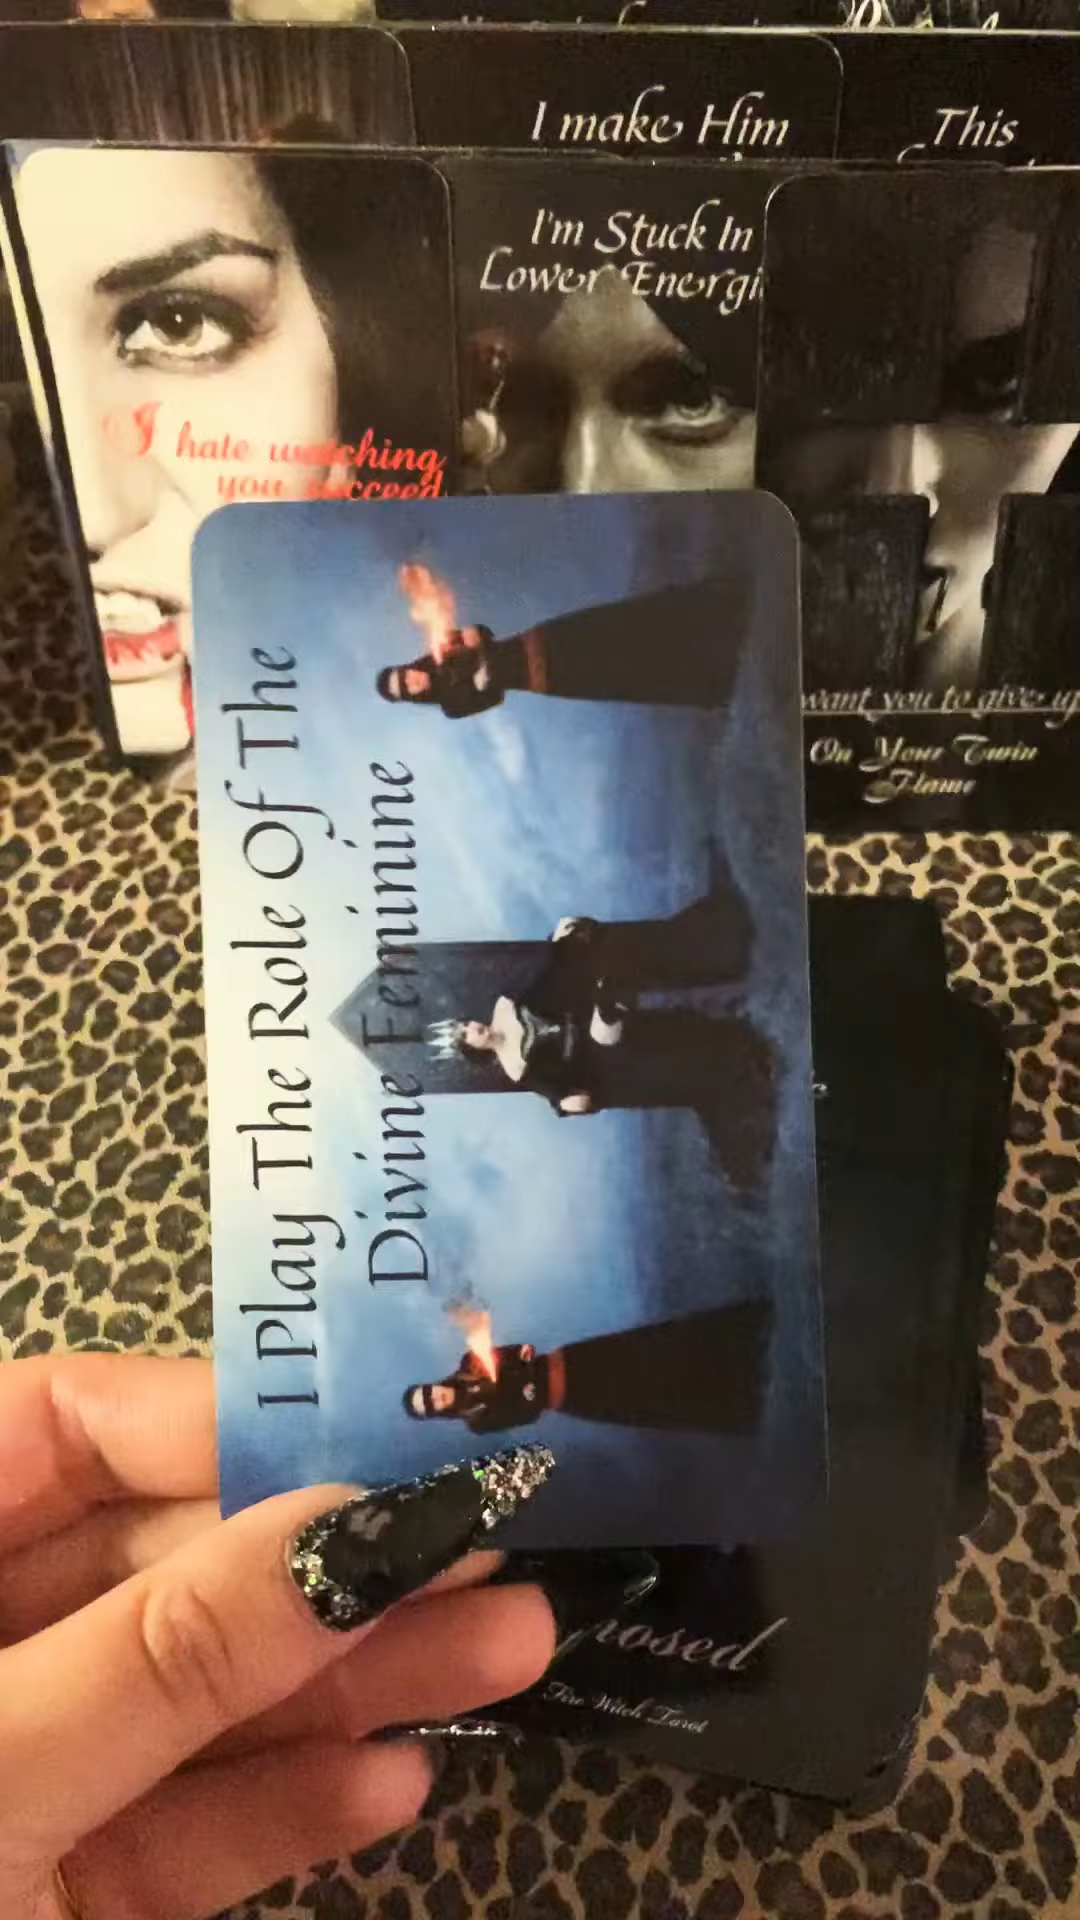 I make Him
This
I'm Stuck In
Lower Energi
I hate watching
you succeed
want you to give up
On Your Twin
Flame
I Play The Role Of The
Divine Feminine
posed
Fire Witch Tarot